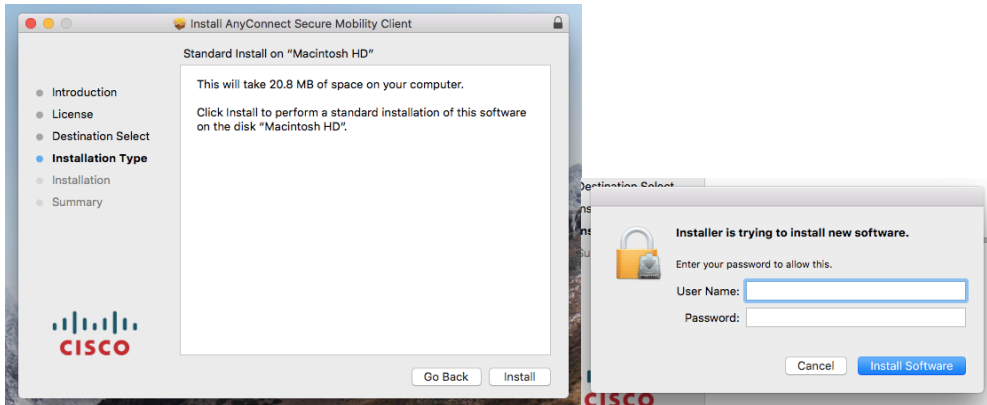 Install AnyConnect Secure Mobility Client
Standard Install on “Macintosh HD”
Introduction
License
Destination Select
Installation Type
Installation
Summary
This will take 20.8 MB of space on your computer.
Click Install to perform a standard installation of this software
on the disk “Macintosh HD”.
CISCO
Go Back
Install
Destination Select
Installer is trying to install new software.
Enter your password to allow this.
User Name:
Password:
Cancel
Install Software
CISCO